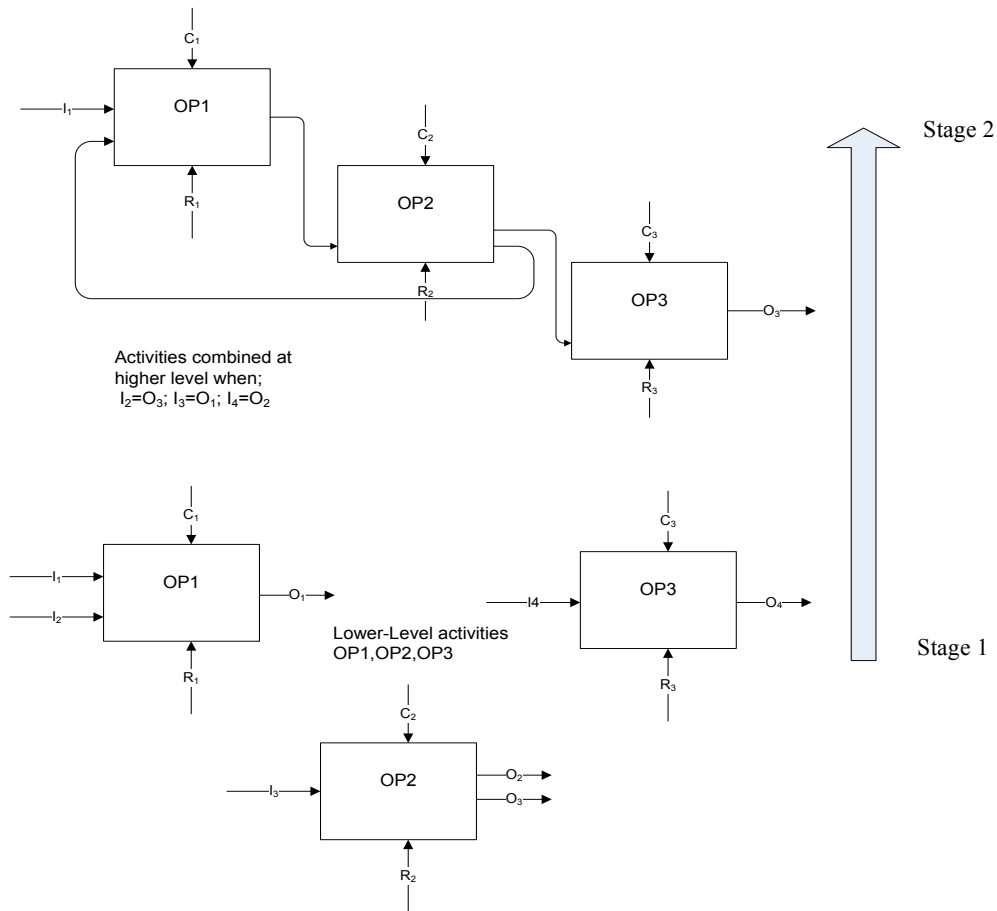 C₁
OP1
I₁
R₁
C₂
OP2
R₂
C₃
OP3
O₃
R₃
Stage 2
Activities combined at
higher level when;
I₂=O₃; I₃=O₁; I₄=O₂
C₁
OP1
I₁
I₂
O₁
R₁
C₃
OP3
I4
O₄
R₃
Lower-Level activities
OP1,OP2,OP3
Stage 1
C₂
OP2
I₃
O₂
O₃
R₂